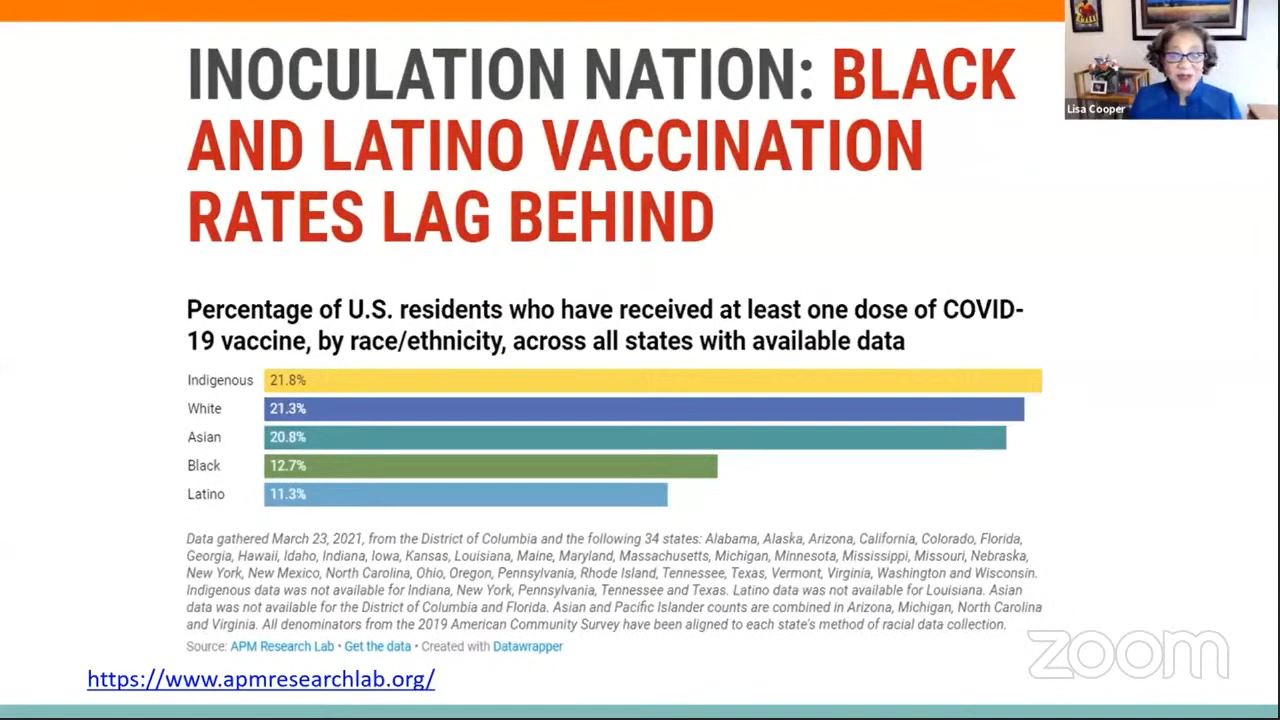 INOCULATION NATION: BLACK
AND LATINO VACCINATION
RATES LAG BEHIND
Lisa Cooper
Percentage of U.S. residents who have received at least one dose of COVID-
19 vaccine, by race/ethnicity, across all states with available data
Indigenous 21.8%
White 21.3%
Asian 20.8%
Black 12.7%
Latino 11.3%
Data gathered March 23, 2021, from the District of Columbia and the following 34 states: Alabama, Alaska, Arizona, California, Colorado, Florida,
Georgia, Hawaii, Idaho, Indiana, Iowa, Kansas, Louisiana, Maine, Maryland, Massachusetts, Michigan, Minnesota, Mississippi, Missouri, Nebraska,
New York, New Mexico, North Carolina, Ohio, Oregon, Pennsylvania, Rhode Island, Tennessee, Texas, Vermont, Virginia, Washington and Wisconsin.
Indigenous data was not available for Indiana, New York, Pennsylvania, Tennessee and Texas. Latino data was not available for Louisiana. Asian
data was not available for the District of Columbia and Florida. Asian and Pacific Islander counts are combined in Arizona, Michigan, North Carolina
and Virginia. All denominators from the 2019 American Community Survey have been aligned to each state's method of racial data collection.
Source: APM Research Lab • Get the data • Created with Datawrapper
zoom
https://www.apmresearchlab.org/